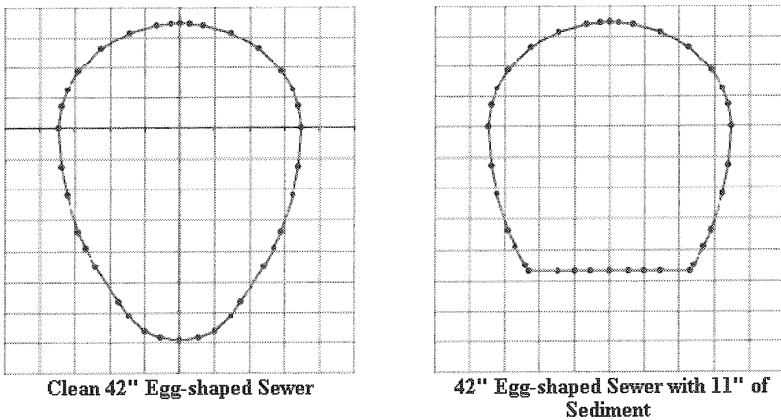 Clean 42" Egg-shaped Sewer
42" Egg-shaped Sewer with 11" of
Sediment